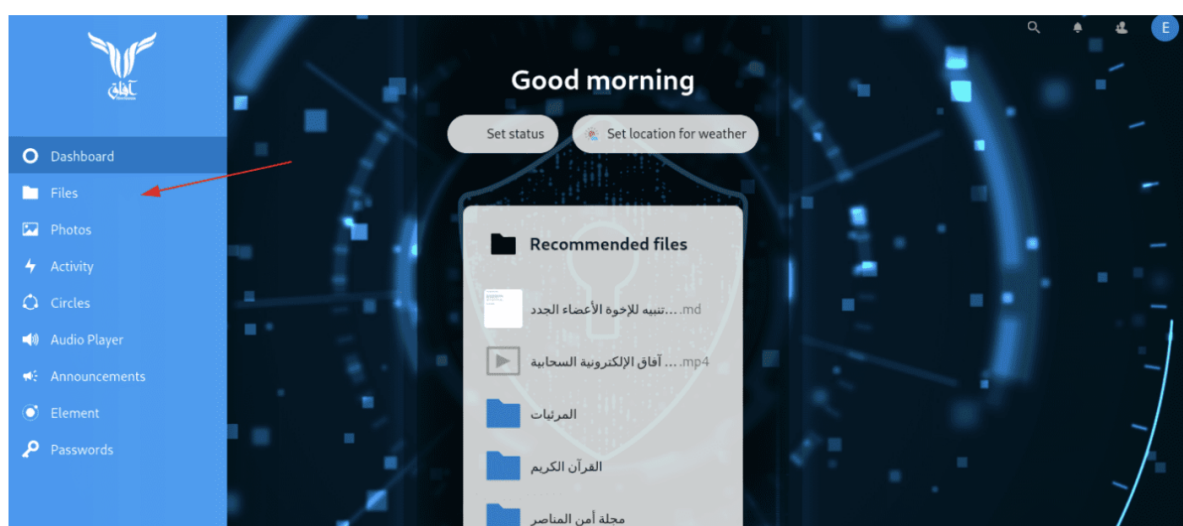 آفاق
E
Dashboard
Files
Photos
Activity
Circles
Audio Player
Announcements
Element
Passwords
Good morning
Set status
Set location for weather
Recommended files
تنبيه للإخوة الأعضاء الجدد....md
آفاق الإلكترونية السحابية ....mp4
المرئيات
القرآن الكريم
مجلة أمن المناصر